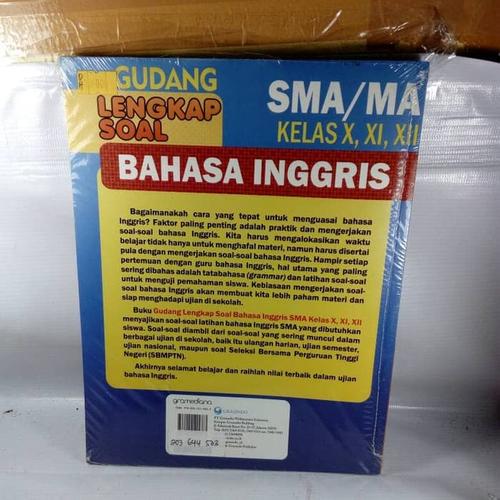 GUDANG
LENGKAP
SOAL
SMA/MA
KELAS X, XI, XII
BAHASA INGGRIS
Bagaimanakah cara yang tepat untuk menguasai bahasa
Inggris? Faktor paling penting adalah praktik dan mengerjakan
soal-soal bahasa Inggris. Kita harus mengalokasikan waktu
belajar tidak hanya untuk menghafal materi, namun harus disertai
pula dengan mengerjakan soal-soal bahasa Inggris. Hampir setiap
pertemuan dengan guru bahasa Inggris, hal utama yang paling
sering dibahas adalah tatabahasa (grammar) dan latihan soal-soal
untuk menguji pemahaman siswa. Kebiasaan mengerjakan soal-
soal bahasa Inggris akan membuat kita lebih paham materi dan
siap menghadapi ujian di sekolah.
Buku Gudang Lengkap Soal Bahasa Inggris SMA Kelas X, XI, XII
menyajikan soal-soal latihan bahasa Inggris SMA yang dibutuhkan
siswa. Soal-soal diambil dari soal-soal yang sering muncul dalam
berbagai ujian di sekolah, baik itu ulangan harian, ujian semester,
ujian nasional, maupun soal Seleksi Bersama Perguruan Tinggi
Negeri (SBMPTN).
Akhirnya selamat belajar dan raihlah nilai terbaik dalam ujian
bahasa Inggris.
gramediana
GRASINDO